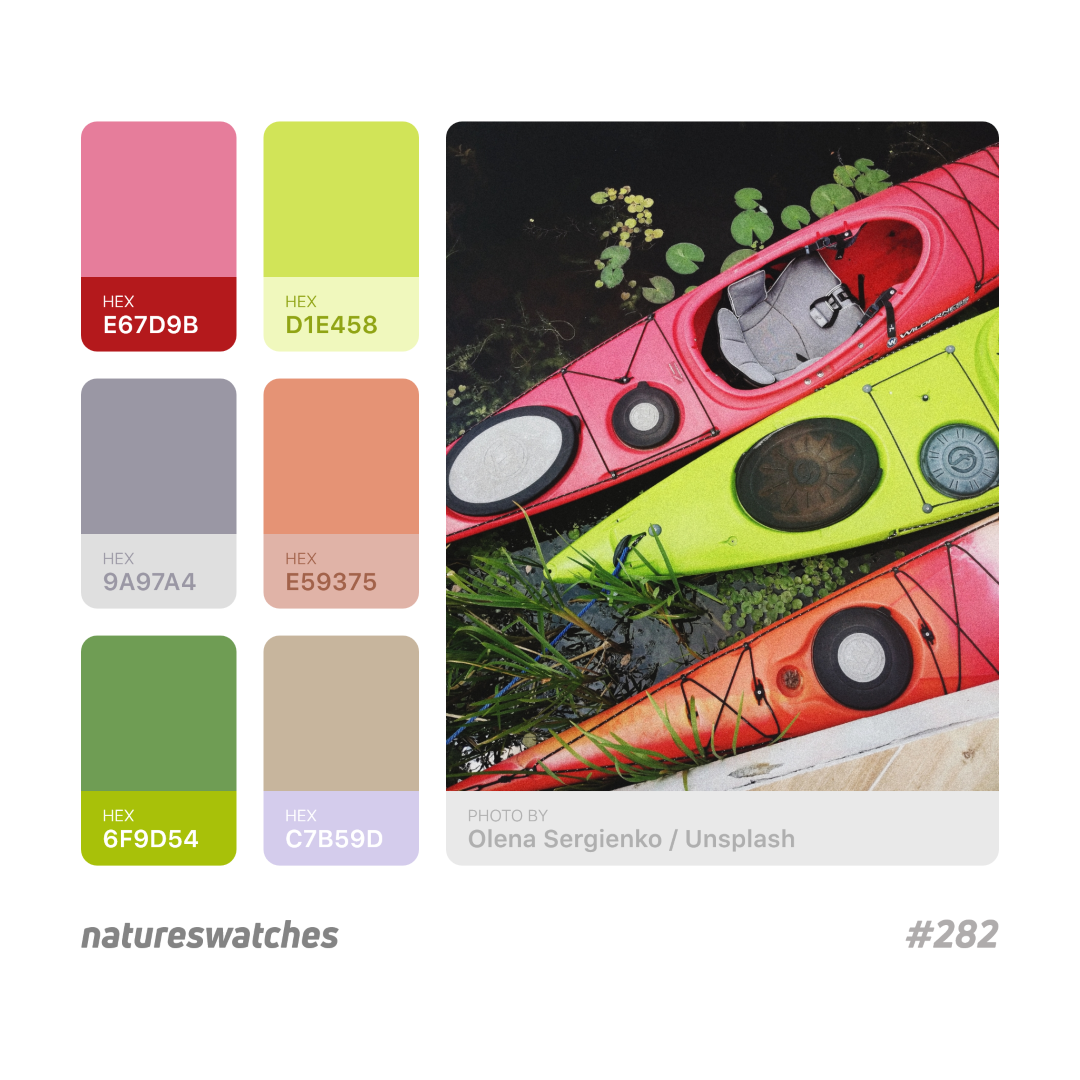 HEX
E67D9B
HEX
D1E458
HEX
9A97A4
HEX
E59375
HEX
6F9D54
HEX
C7B59D
WILDERNESS
PHOTO BY
Olena Sergienko / Unsplash
natureswatches
#282